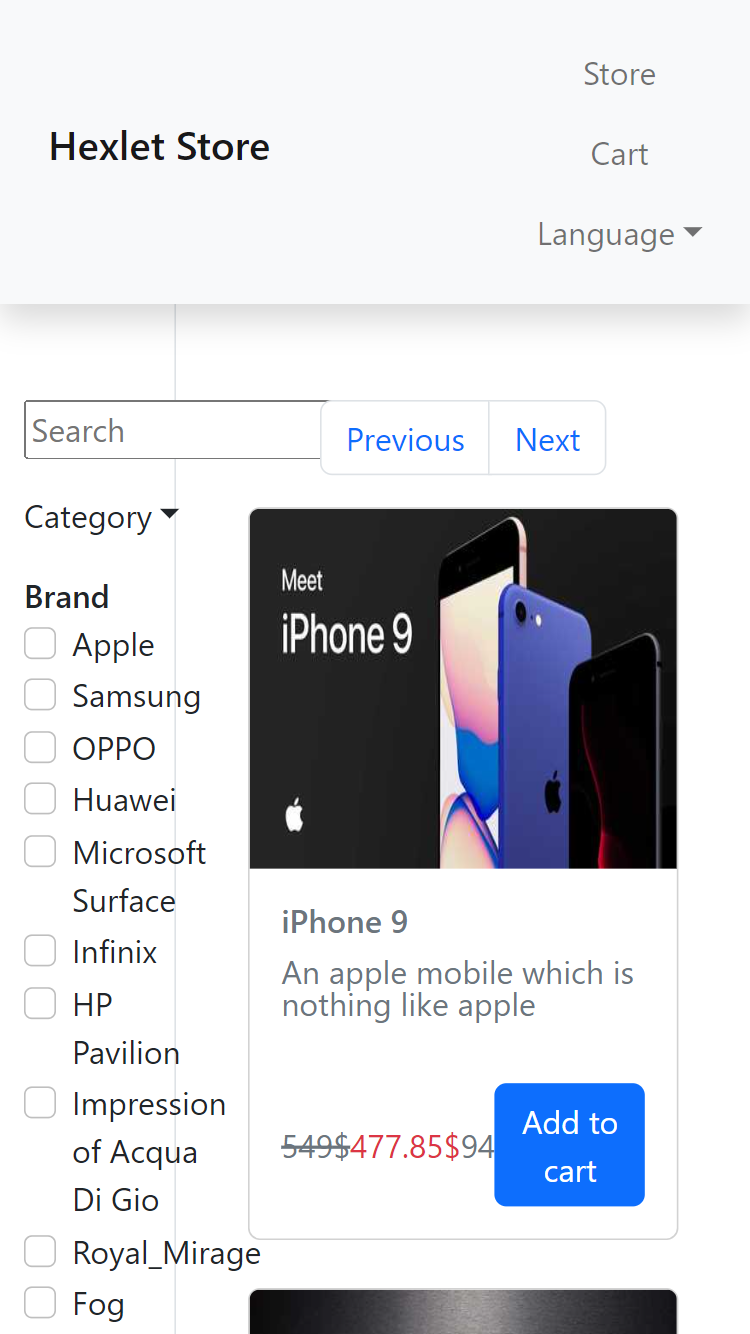 Hexlet Store
Store
Cart
Language
Search
Previous
Next
Category
Brand
Apple
Samsung
OPPO
Huawei
Microsoft
Surface
Infinix
HP
Pavilion
Impression
of Acqua
Di Gio
Royal_Mirage
Fog
Meet
iPhone 9
iPhone 9
An apple mobile which is
nothing like apple
549$477.85$94
Add to
cart